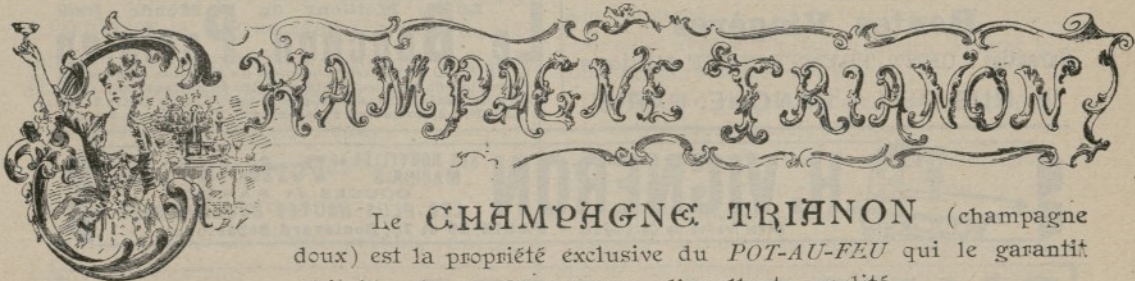 CHAMPAGNE TRIANON
Le CHAMPAGNE TRIANON (champagne
doux) est la propriété exclusive du POT-AU-FEU qui le garantit